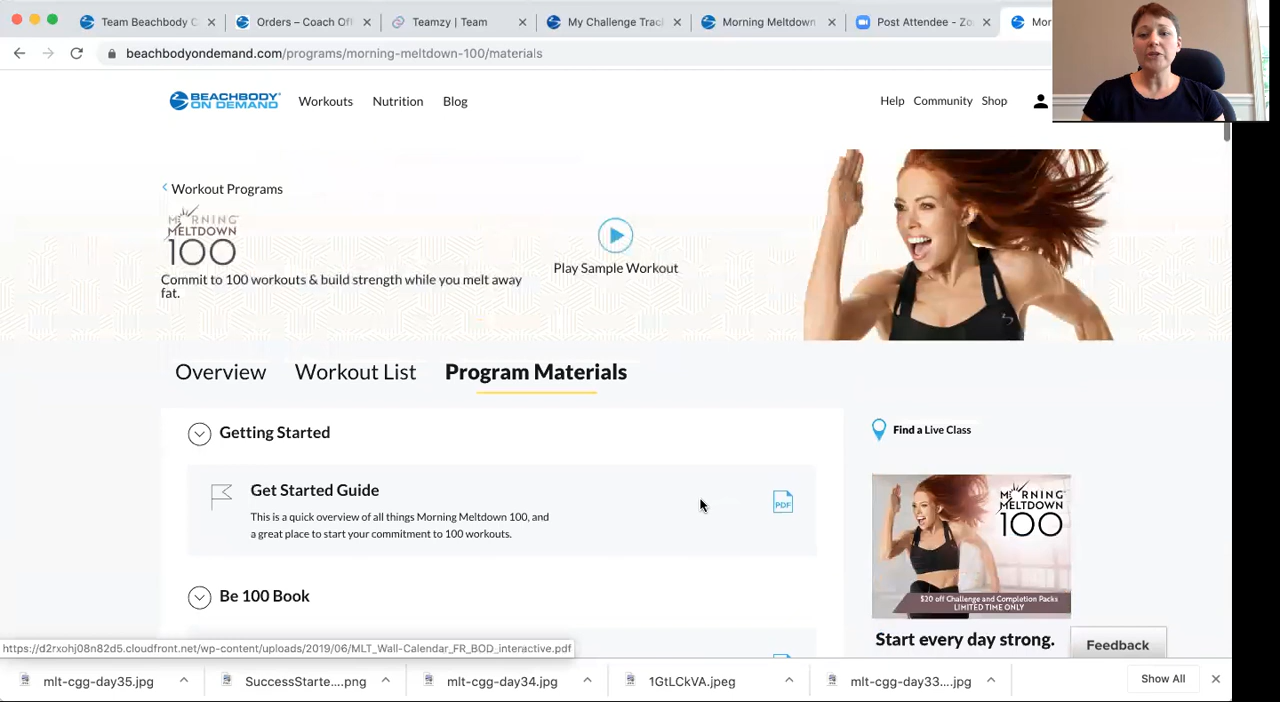 Team Beachbody C
Orders – Coach Off
Teamzy | Team
My Challenge Trac
Morning Meltdown
Post Attendee - Zo
Mor
beachbodyondemand.com/programs/morning-meltdown-100/materials
BEACHBODY
ON DEMAND
Workouts
Nutrition
Blog
Help
Community
Shop
Workout Programs
MORNING
MELTDOWN
100
Commit to 100 workouts & build strength while you melt away
fat.
Play Sample Workout
Overview
Workout List
Program Materials
Getting Started
Find a Live Class
Get Started Guide
This is a quick overview of all things Morning Meltdown 100, and
a great place to start your commitment to 100 workouts.
PDF
MORNING
MELTDOWN
100
$20 off Challenge and Completion Packs
LIMITED TIME ONLY
Be 100 Book
Start every day strong.
Feedback
https://d2rxohj08n82d5.cloudfront.net/wp-content/uploads/2019/06/MLT_Wall-Calendar_FR_BOD_interactive.pdf
mlt-cgg-day35.jpg
SuccessStarte....png
mlt-cgg-day34.jpg
1GtLCkVA.jpeg
mlt-cgg-day33....jpg
Show All